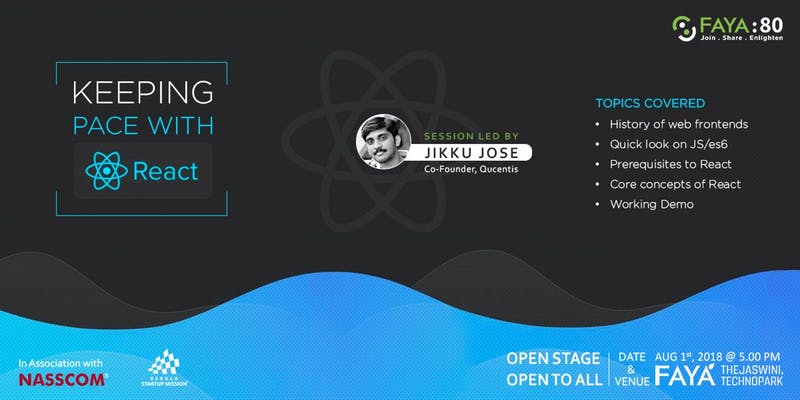 FAYA:80
Join . Share . Enlighten
KEEPING
PACE WITH
React
SESSION LED BY
JIKKU JOSE
Co-Founder, Qucentis
TOPICS COVERED
• History of web frontends
• Quick look on JS/es6
• Prerequisites to React
• Core concepts of React
• Working Demo
In Association with
NASSCOM®
KERALA
STARTUP MISSION
OPEN STAGE
OPEN TO ALL
DATE
&
VENUE
AUG 1st, 2018 @ 5.00 PM
FAYA
THEJASWINI,
TECHNOPARK